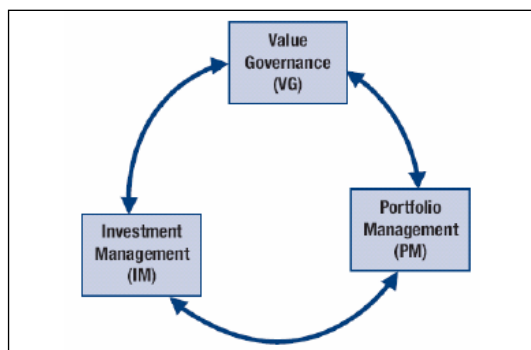 Value
Governance
(VG)
Portfolio
Management
(PM)
Investment
Management
(IM)